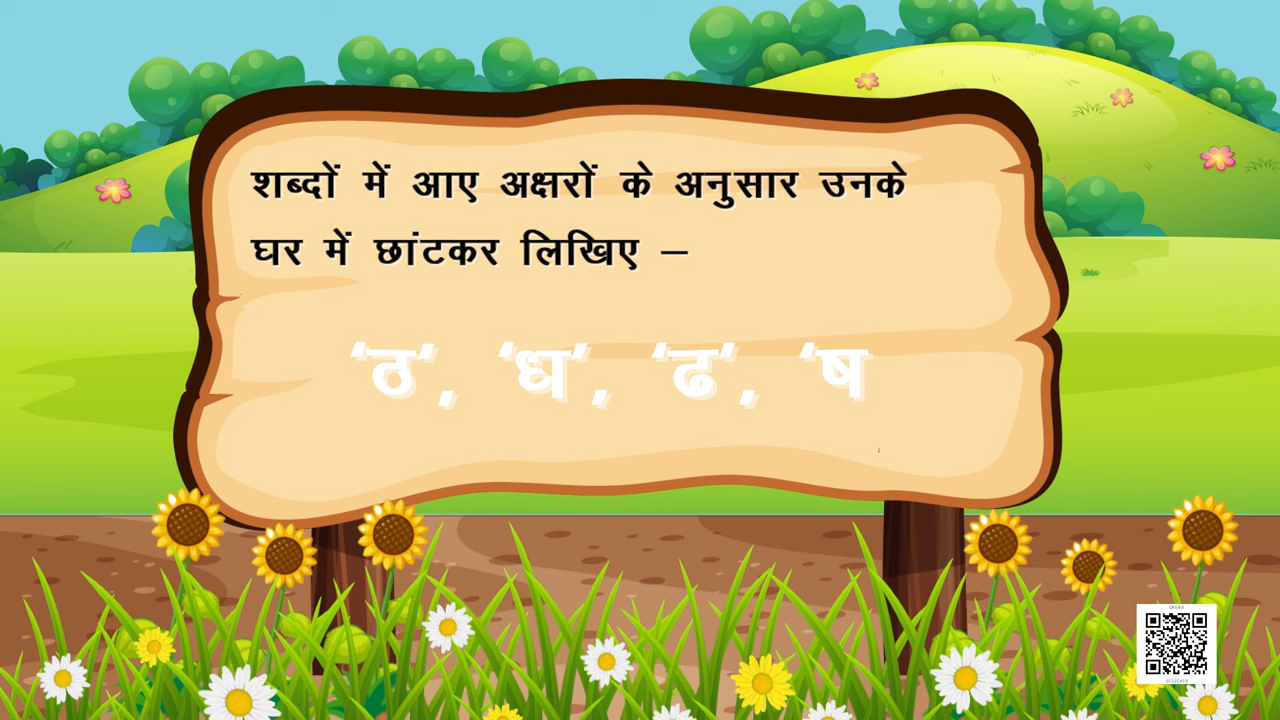 शब्दों में आए अक्षरों के अनुसार उनके
घर में छांटकर लिखिए –
'ठ', 'ध', 'ढ', 'ष